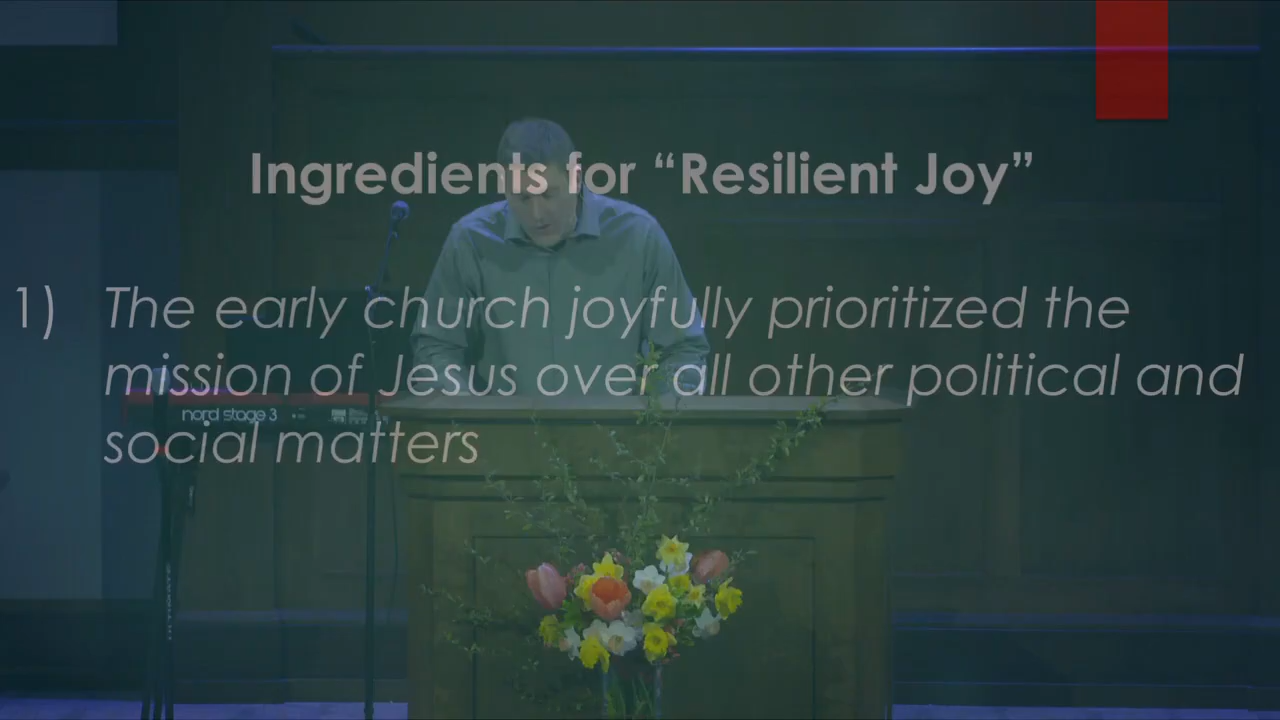 Ingredients for “Resilient Joy”
1) The early church joyfully prioritized the
mission of Jesus over all other political and
social matters
nord stage 3